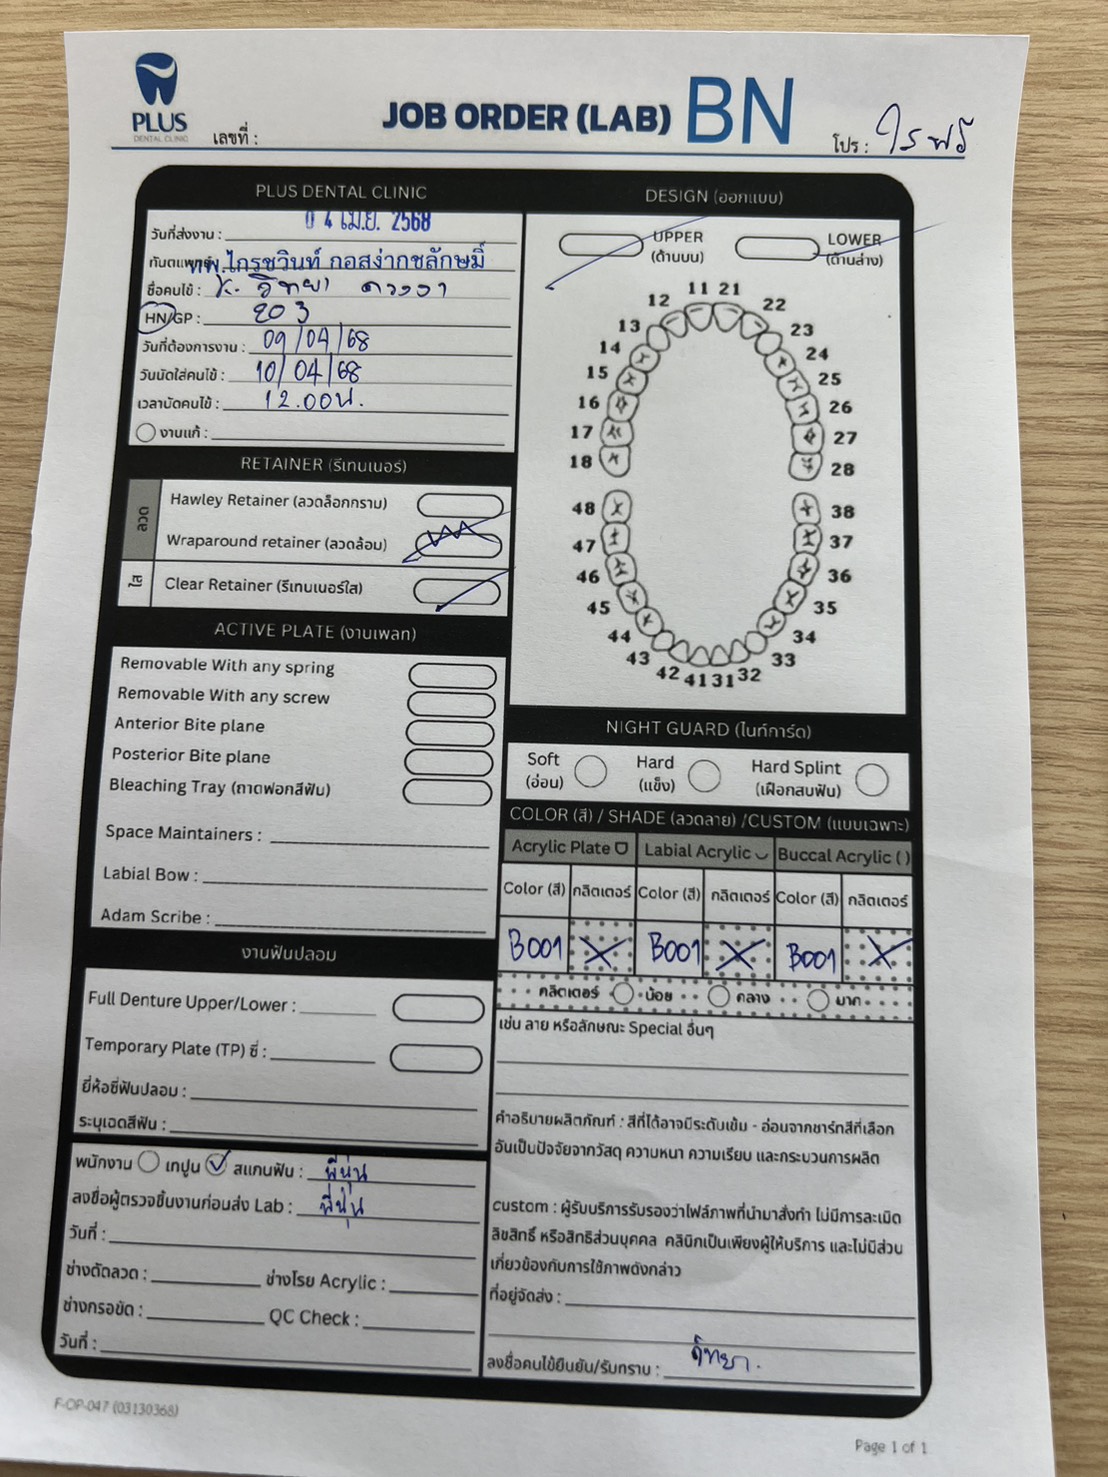 PLUS
DENTAL CLINIC
เลขที่ :
JOB ORDER (LAB) BN
โปร : ใสฟรี
PLUS DENTAL CLINIC
วันที่ส่งงาน : 0 4 เม.ย. 2568
ทันตแพทย์ ทพ.ไกรชวินท์ กอสง่ากชลักษมิ์
ชื่อคนไข้ : K. วิทยา
HN/GP : 203
วันที่ต้องการงาน : 09/04/68
วันนัดใส่คนไข้ : 10/04/68
เวลานัดคนไข้ : 12.00น.
งานแก้ :
RETAINER (รีเทนเนอร์)
ลวด
Hawley Retainer (ลวดล็อกกราม)
Wraparound retainer (ลวดล้อม)
ใส
Clear Retainer (รีเทนเนอร์ใส)
ACTIVE PLATE (งานเพลท)
Removable With any spring
Removable With any screw
Anterior Bite plane
Posterior Bite plane
Bleaching Tray (ถาดฟอกสีฟัน)
Space Maintainers :
Labial Bow :
Adam Scribe :
งานฟันปลอม
Full Denture Upper/Lower :
Temporary Plate (TP) ซี่ :
ยี่ห้อซี่ฟันปลอม :
ระบุเฉดสีฟัน :
พนักงาน เทปูน สแกนฟัน : พี่นุ่น
ลงชื่อผู้ตรวจชิ้นงานก่อนส่ง Lab : พี่นุ่น
วันที่ :
ช่างดัดลวด : ช่างโรย Acrylic :
ช่างกรอขัด : QC Check :
วันที่ :
DESIGN (ออกแบบ)
UPPER
(ด้านบน)
LOWER
(ด้านล่าง)
11 21
12 22
13 23
14 24
15 25
16 26
17 27
18 28
48 38
47 37
46 36
45 35
44 34
43 33
42 41 31 32
NIGHT GUARD (ไนท์การ์ด)
Soft
(อ่อน)
Hard
(แข็ง)
Hard Splint
(เฝือกสบฟัน)
COLOR (สี) / SHADE (ลวดลาย) /CUSTOM (แบบเฉพาะ)
Acrylic Plate Labial Acrylic Buccal Acrylic ( )
Color (สี) กลิตเตอร์ Color (สี) กลิตเตอร์ Color (สี) กลิตเตอร์
B001 X B001 X B001 X
กลิตเตอร์ น้อย กลาง มาก
เช่น ลาย หรือลักษณะ Special อื่นๆ
คำอธิบายผลิตภัณฑ์ : สีที่ได้อาจมีระดับเข้ม - อ่อนจากชาร์ทสีที่เลือก
อันเป็นปัจจัยจากวัสดุ ความหนา ความเรียบ และกระบวนการผลิต
custom : ผู้รับบริการรับรองว่าไฟล์ภาพที่นำมาสั่งทำ ไม่มีการละเมิด
ลิขสิทธิ์ หรือสิทธิส่วนบุคคล คลินิกเป็นเพียงผู้ให้บริการ และไม่มีส่วน
เกี่ยวข้องกับการใช้ภาพดังกล่าว
ที่อยู่จัดส่ง :
ลงชื่อคนไข้ยืนยัน/รับทราบ : วิทยา.
F-OP-047 (03130368)
Page 1 of 1